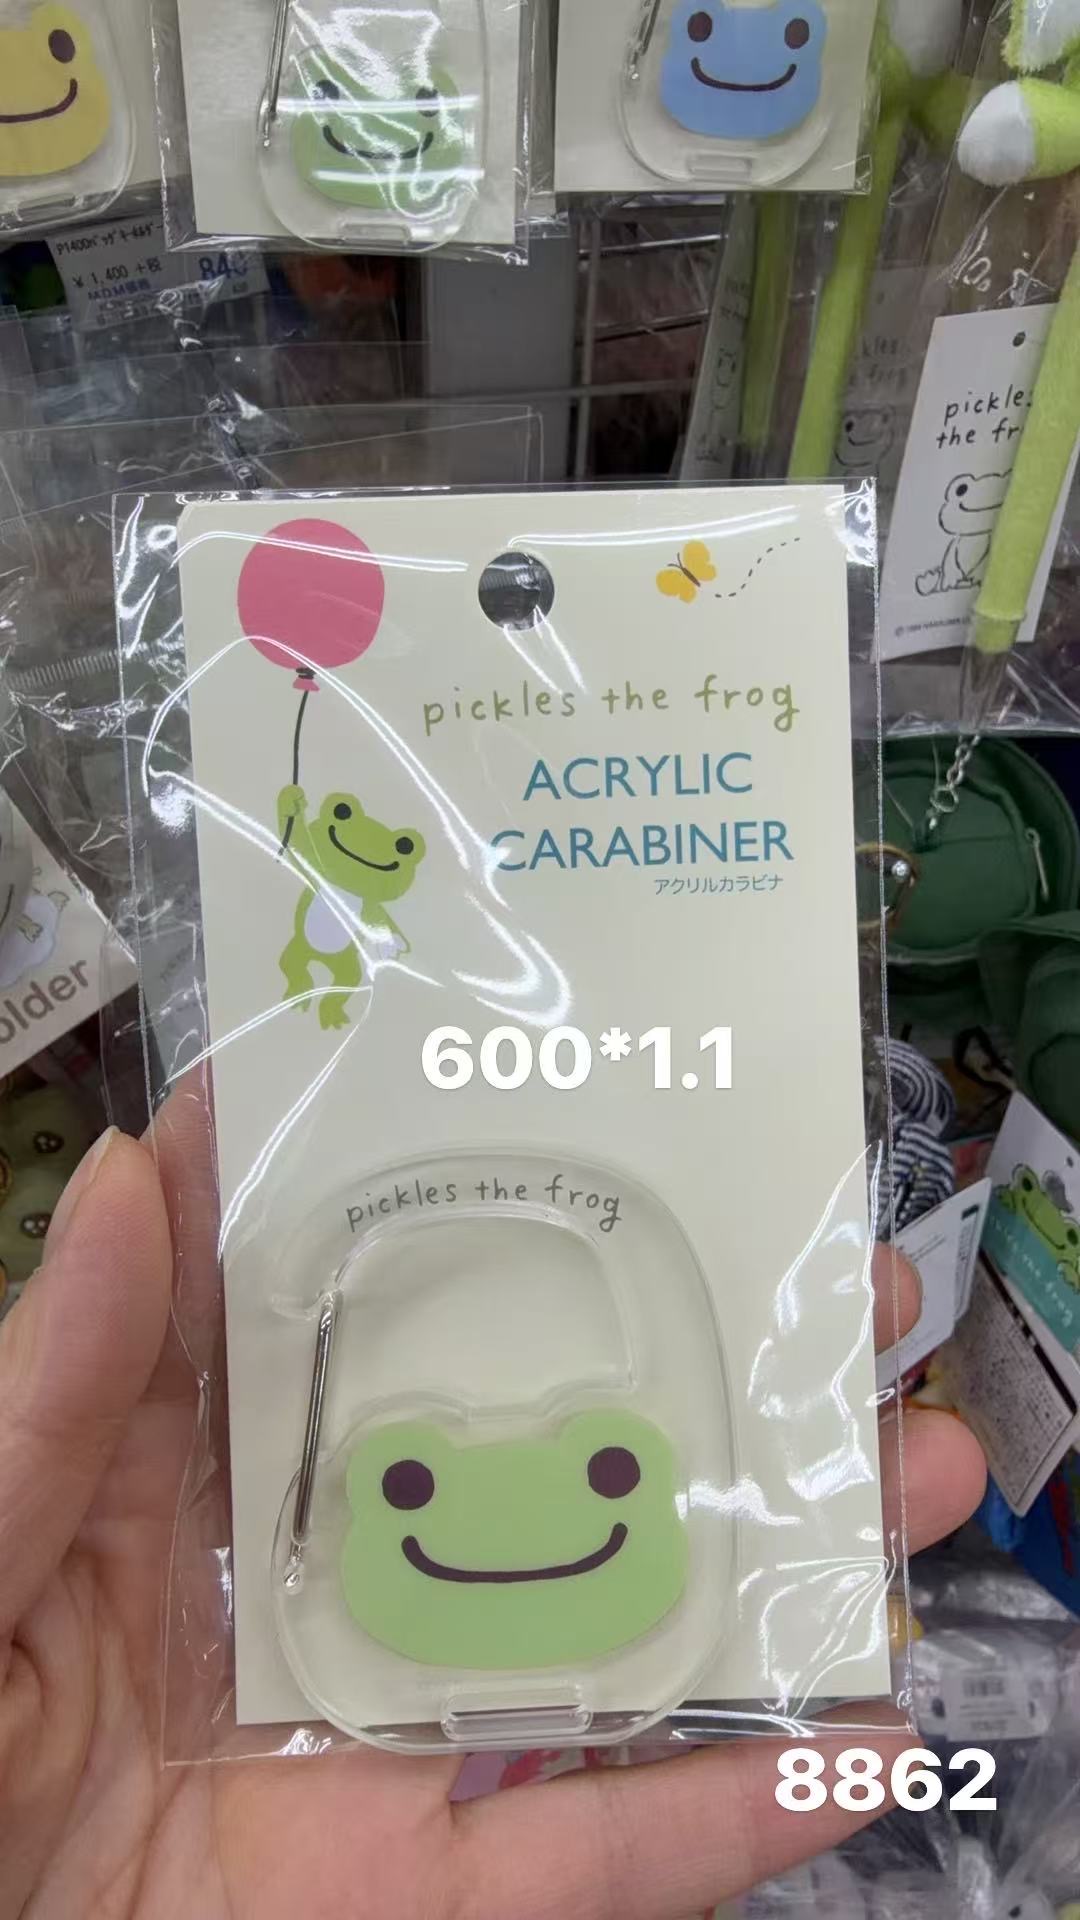 ¥1,400+税
840
pickles
the fr
pickles the frog
ACRYLIC
CARABINER
アクリルカラビナ
600*1.1
pickles the frog
older
8862